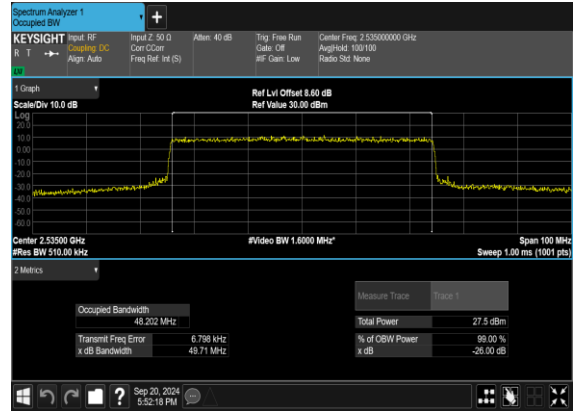 Spectrum Analyzer 1
Occupied BW
+
KEYSIGHT Input: RF Input Z: 50 Ω Atten: 40 dB Trig: Free Run Center Freq: 2.535000000 GHz
R T Coupling: DC Corr CCorr Gate: Off Avg|Hold: 100/100
Align: Auto Freq Ref: Int (S) #IF Gain: Low Radio Std: None
LM
1 Graph Ref Lvl Offset 8.60 dB
Scale/Div 10.0 dB Ref Value 30.00 dBm
Log
20.0
10.0
0.00
-10.0
-20.0
-30.0
-40.0
-50.0
-60.0
Center 2.53500 GHz #Video BW 1.6000 MHz* Span 100 MHz
#Res BW 510.00 kHz Sweep 1.00 ms (1001 pts)
2 Metrics
Measure Trace Trace 1
Occupied Bandwidth
48.202 MHz Total Power 27.5 dBm
Transmit Freq Error 6.798 kHz % of OBW Power 99.00 %
x dB Bandwidth 49.71 MHz x dB -26.00 dB
? Sep 20, 2024
5:52:18 PM